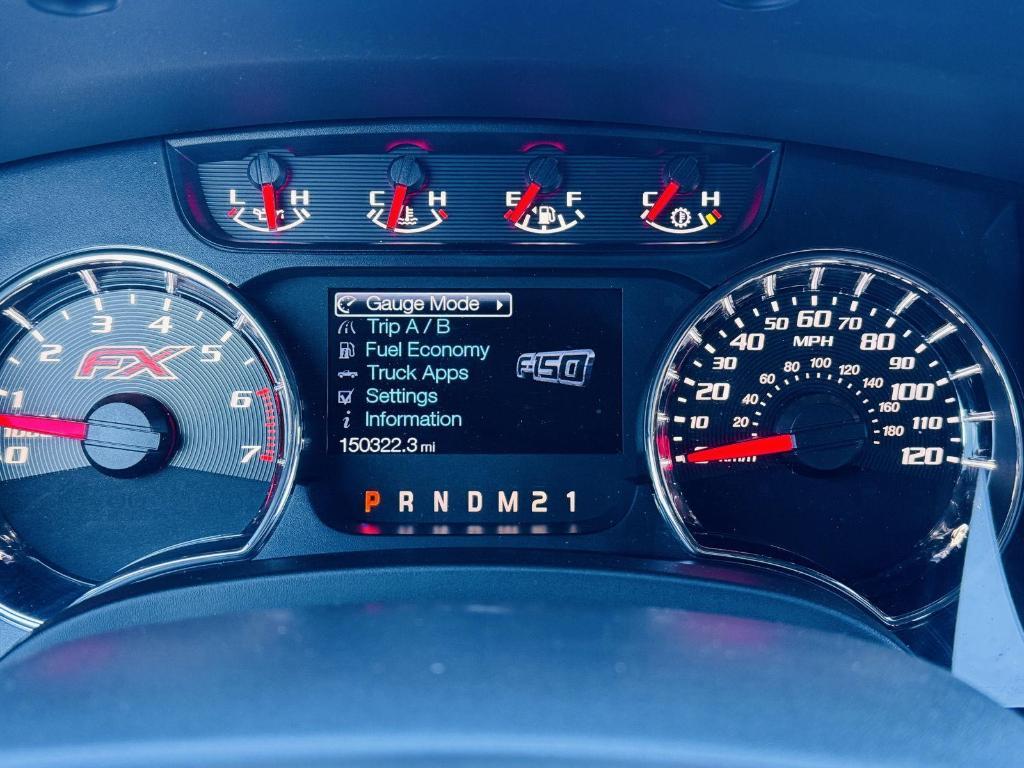 L H
C H
E F
C H
0
1
2
3
4
5
6
7
FX
Gauge Mode
Trip A / B
Fuel Economy
Truck Apps
Settings
i Information
150322.3 mi
F150
P R N D M 2 1
10
20
30
40
50
60
70
80
90
100
110
120
MPH
20
40
60
80
100
120
140
160
180